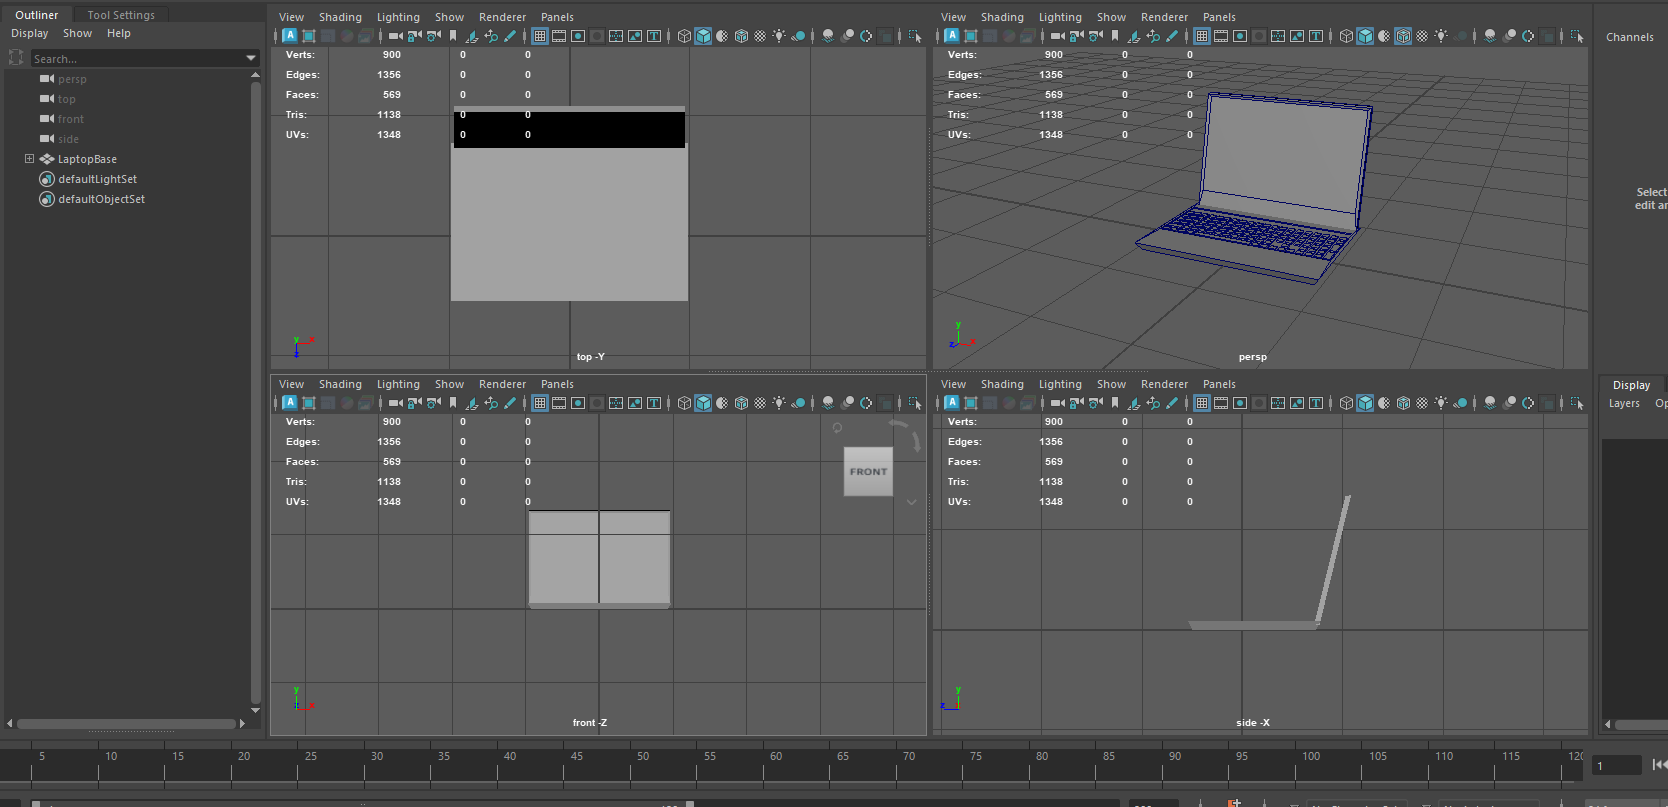 Outliner
Tool Settings
Display Show Help
Search...
persp
top
front
side
LaptopBase
defaultLightSet
defaultObjectSet
View Shading Lighting Show Renderer Panels
Verts: 900 0 0
Edges: 1356 0 0
Faces: 569 0 0
Tris: 1138 0 0
UVs: 1348 0 0
top -Y
View Shading Lighting Show Renderer Panels
Verts: 900 0 0
Edges: 1356 0 0
Faces: 569 0 0
Tris: 1138 0 0
UVs: 1348 0 0
persp
View Shading Lighting Show Renderer Panels
Verts: 900 0 0
Edges: 1356 0 0
Faces: 569 0 0
Tris: 1138 0 0
UVs: 1348 0 0
FRONT
front -Z
View Shading Lighting Show Renderer Panels
Verts: 900 0 0
Edges: 1356 0 0
Faces: 569 0 0
Tris: 1138 0 0
UVs: 1348 0 0
side -X
Channels
Select
edit
Display
Layers
5 10 15 20 25 30 35 40 45 50 55 60 65 70 75 80 85 90 95 100 105 110 115 120
1